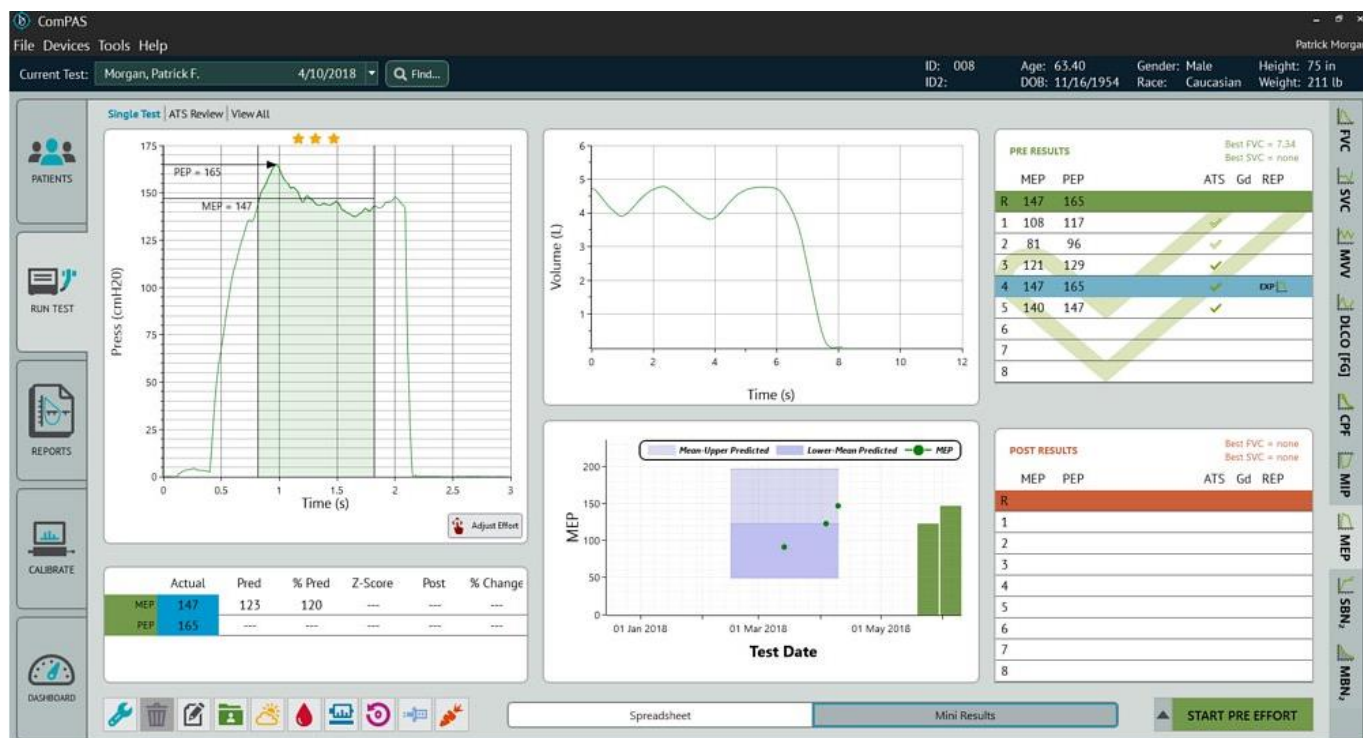 ComPAS
File Devices Tools Help
Patrick Morgan
Current Test: Morgan, Patrick F. 4/10/2018 Find...
ID: 008 Age: 63.40 Gender: Male Height: 75 in
ID2: DOB: 11/16/1954 Race: Caucasian Weight: 211 lb
PATIENTS
RUN TEST
REPORTS
CALIBRATE
DASHBOARD
Single Test | ATS Review | View All
175
150
125
100
75
50
25
0
Press (cmH20)
PEP = 165
MEP = 147
0 0.5 1 1.5 2 2.5 3
Time (s)
Adjust Effort
Actual Pred % Pred Z-Score Post % Change
MEP 147 123 120 --- --- ---
PEP 165 --- --- --- --- ---
6
5
4
3
2
1
Volume (L)
0 2 4 6 8 10 12
Time (s)
Mean-Upper Predicted Lower-Mean Predicted MEP
200
150
100
50
0
MEP
01 Jan 2018 01 Mar 2018 01 May 2018
Test Date
PRE RESULTS
Best FVC = 7.34
Best SVC = none
MEP PEP ATS Gd REP
R 147 165
1 108 117
2 81 96
3 121 129
4 147 165 EXP
5 140 147
6
7
8
POST RESULTS
Best FVC = none
Best SVC = none
MEP PEP ATS Gd REP
R
1
2
3
4
5
6
7
8
FVC
SVC
MVV
DLCO [FG]
CPF
MIP
MEP
SBN₂
MBN₂
Spreadsheet
Mini Results
START PRE EFFORT